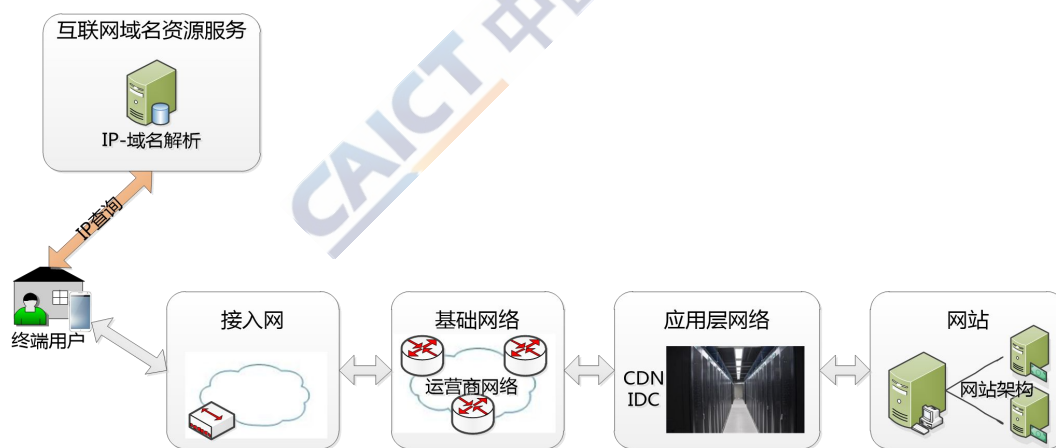 互联网域名资源服务
IP-域名解析
CAICT 中
IP查询
终端用户
接入网
基础网络
运营商网络
应用层网络
CDN
IDC
网站
网站架构